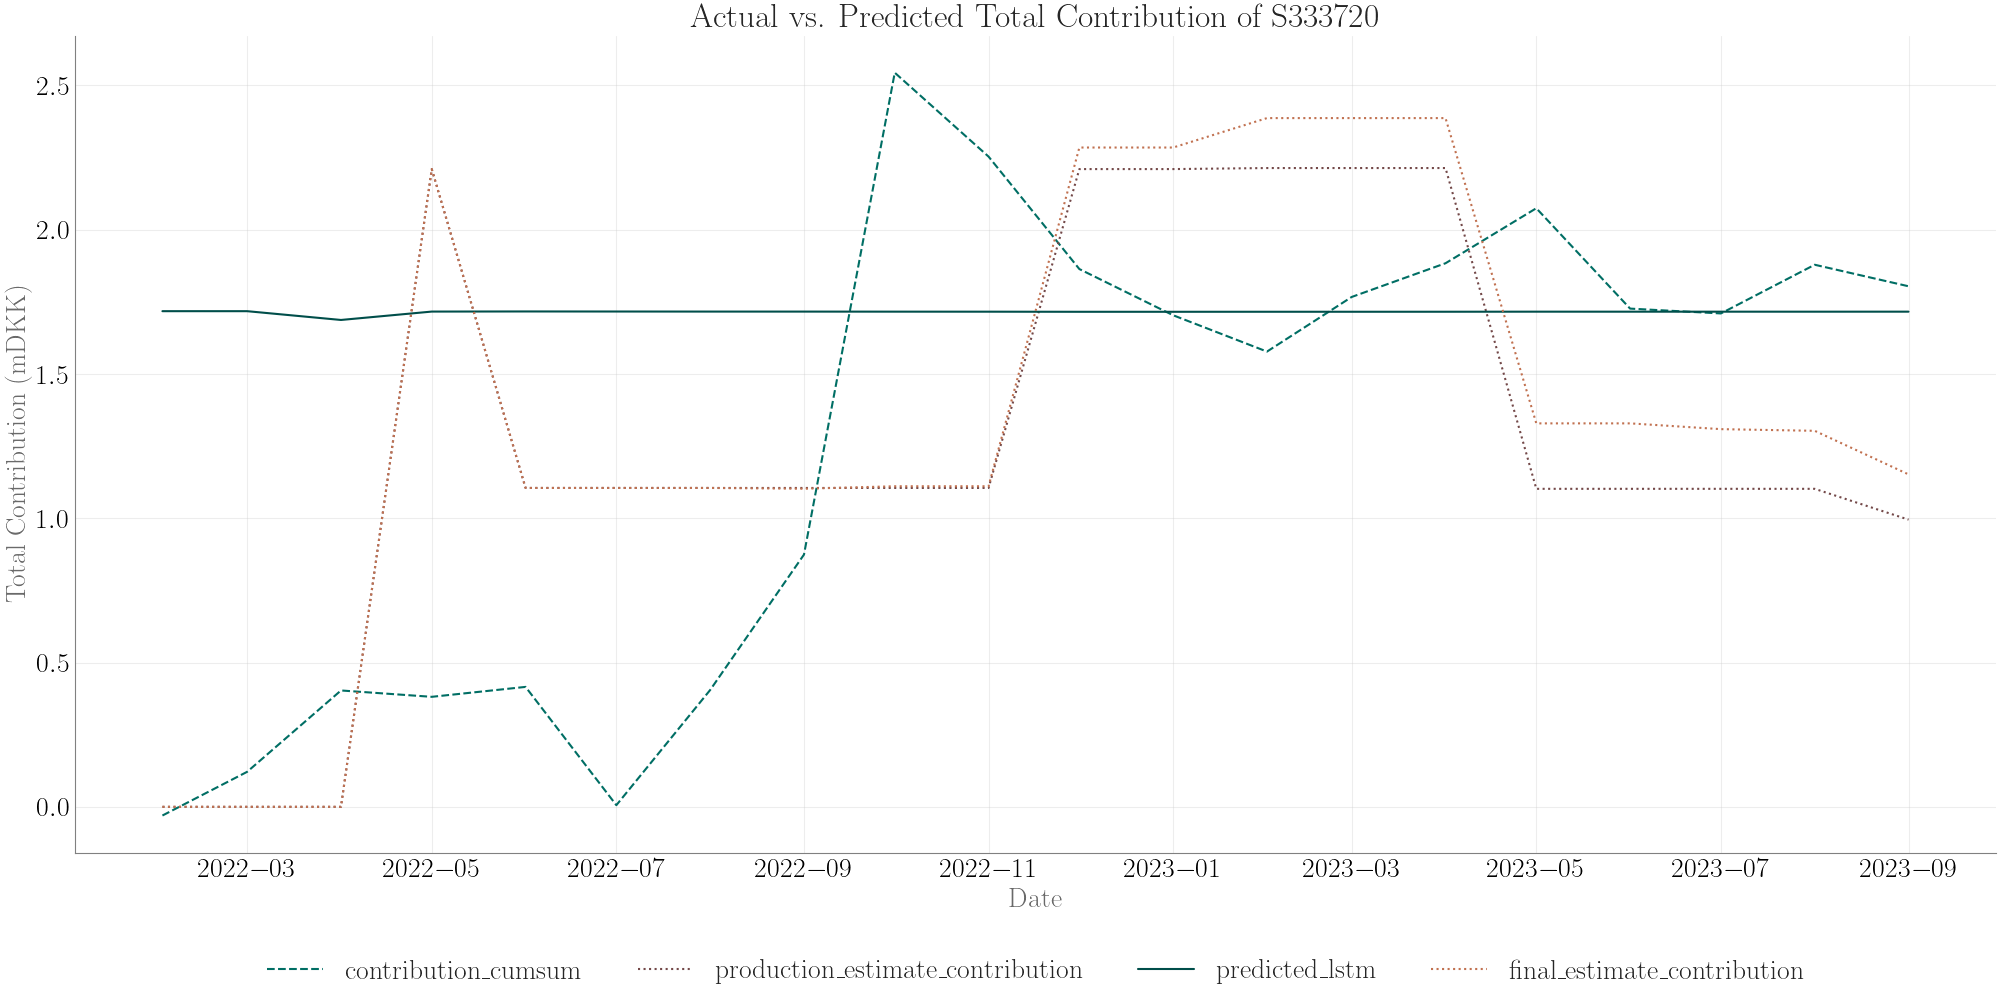 Actual vs. Predicted Total Contribution of S333720
Total Contribution (mDKK)
2.5
2.0
1.5
1.0
0.5
0.0
2022−03 2022−05 2022−07 2022−09 2022−11 2023−01 2023−03 2023−05 2023−07 2023−09
Date
contribution_cumsum production_estimate_contribution predicted_lstm final_estimate_contribution